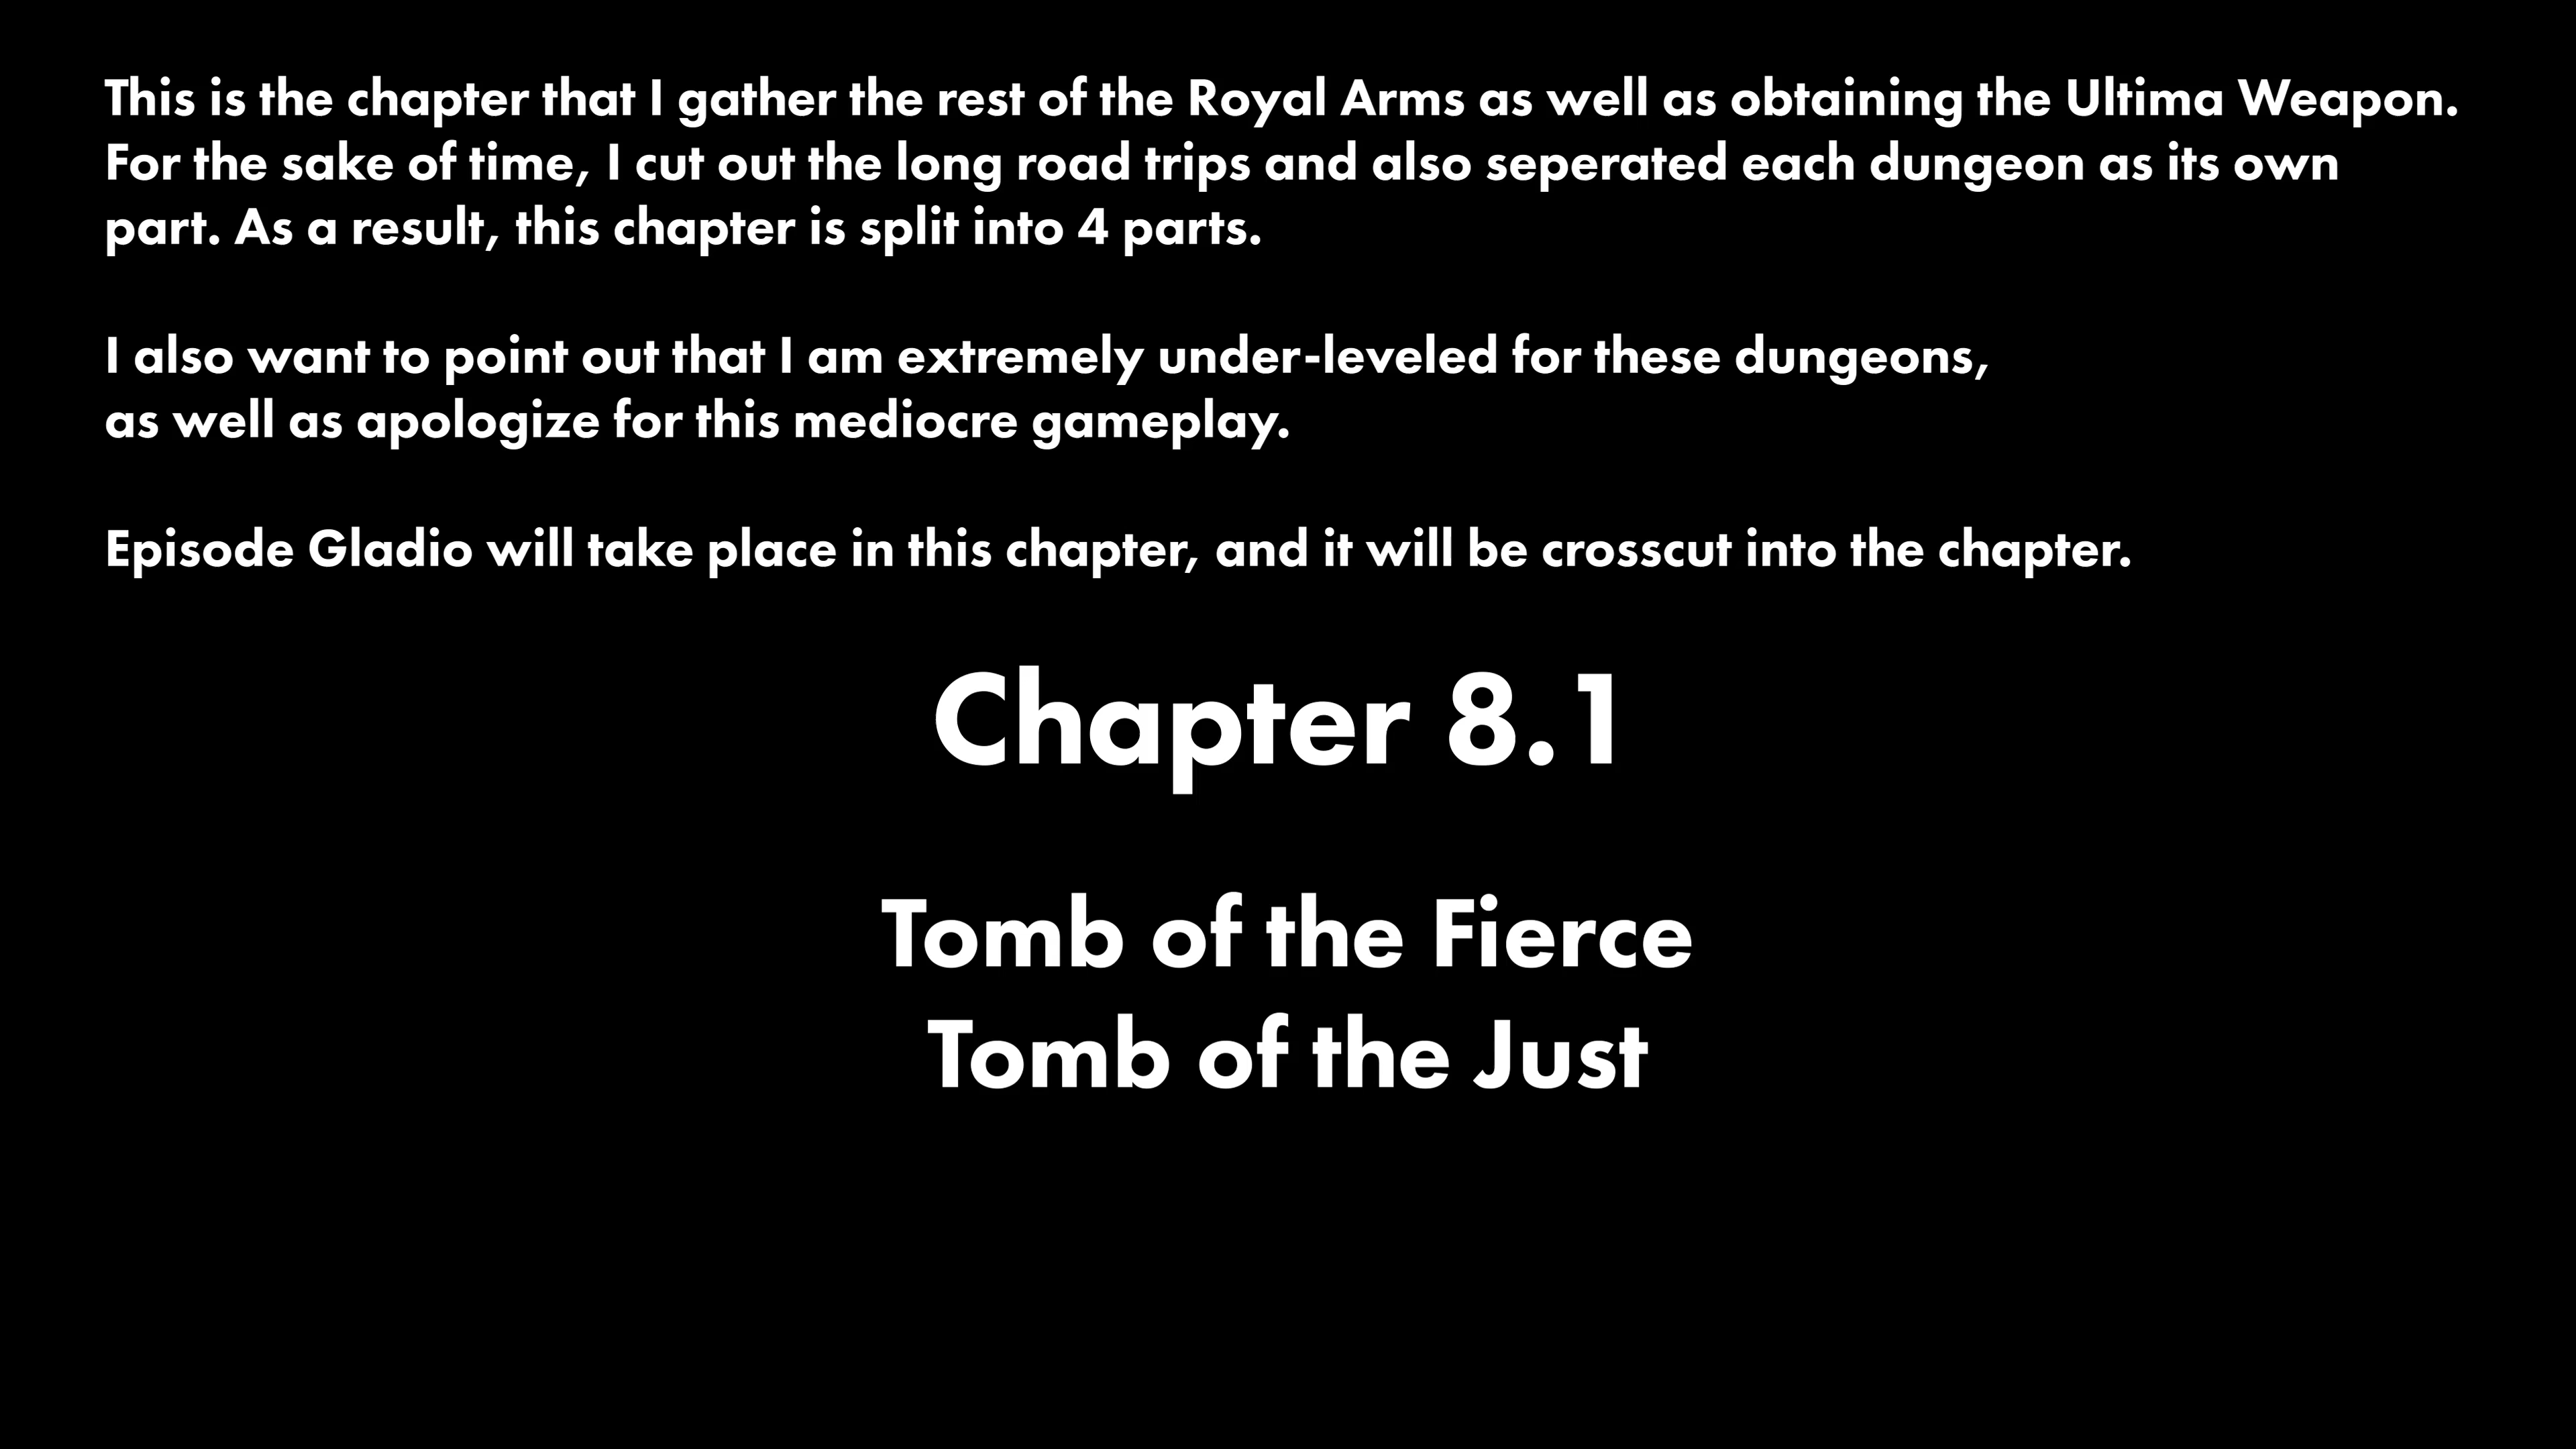 This is the chapter that I gather the rest of the Royal Arms as well as obtaining the Ultima Weapon.
For the sake of time, I cut out the long road trips and also seperated each dungeon as its own
part. As a result, this chapter is split into 4 parts.
I also want to point out that I am extremely under-leveled for these dungeons,
as well as apologize for this mediocre gameplay.
Episode Gladio will take place in this chapter, and it will be crosscut into the chapter.
Chapter 8.1
Tomb of the Fierce
Tomb of the Just